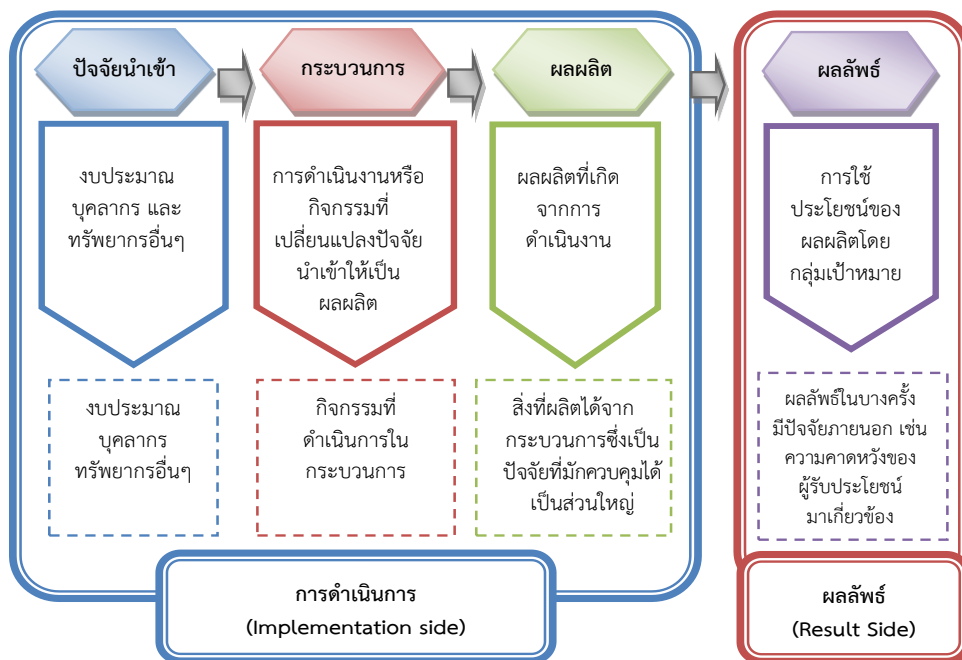 ปัจจัยนำเข้า
กระบวนการ
ผลผลิต
ผลลัพธ์
งบประมาณ
บุคลากร และ
ทรัพยากรอื่นๆ
การดำเนินงานหรือ
กิจกรรมที่
เปลี่ยนแปลงปัจจัย
นำเข้าให้เป็น
ผลผลิต
ผลผลิตที่เกิด
จากการ
ดำเนินงาน
การใช้
ประโยชน์ของ
ผลผลิตโดย
กลุ่มเป้าหมาย
งบประมาณ
บุคลากร
ทรัพยากรอื่นๆ
กิจกรรมที่
ดำเนินการใน
กระบวนการ
สิ่งที่ผลิตได้จาก
กระบวนการซึ่งเป็น
ปัจจัยที่มักควบคุมได้
เป็นส่วนใหญ่
ผลลัพธ์ในบางครั้ง
มีปัจจัยภายนอก เช่น
ความคาดหวังของ
ผู้รับประโยชน์
มาเกี่ยวข้อง
การดำเนินการ
(Implementation side)
ผลลัพธ์
(Result Side)